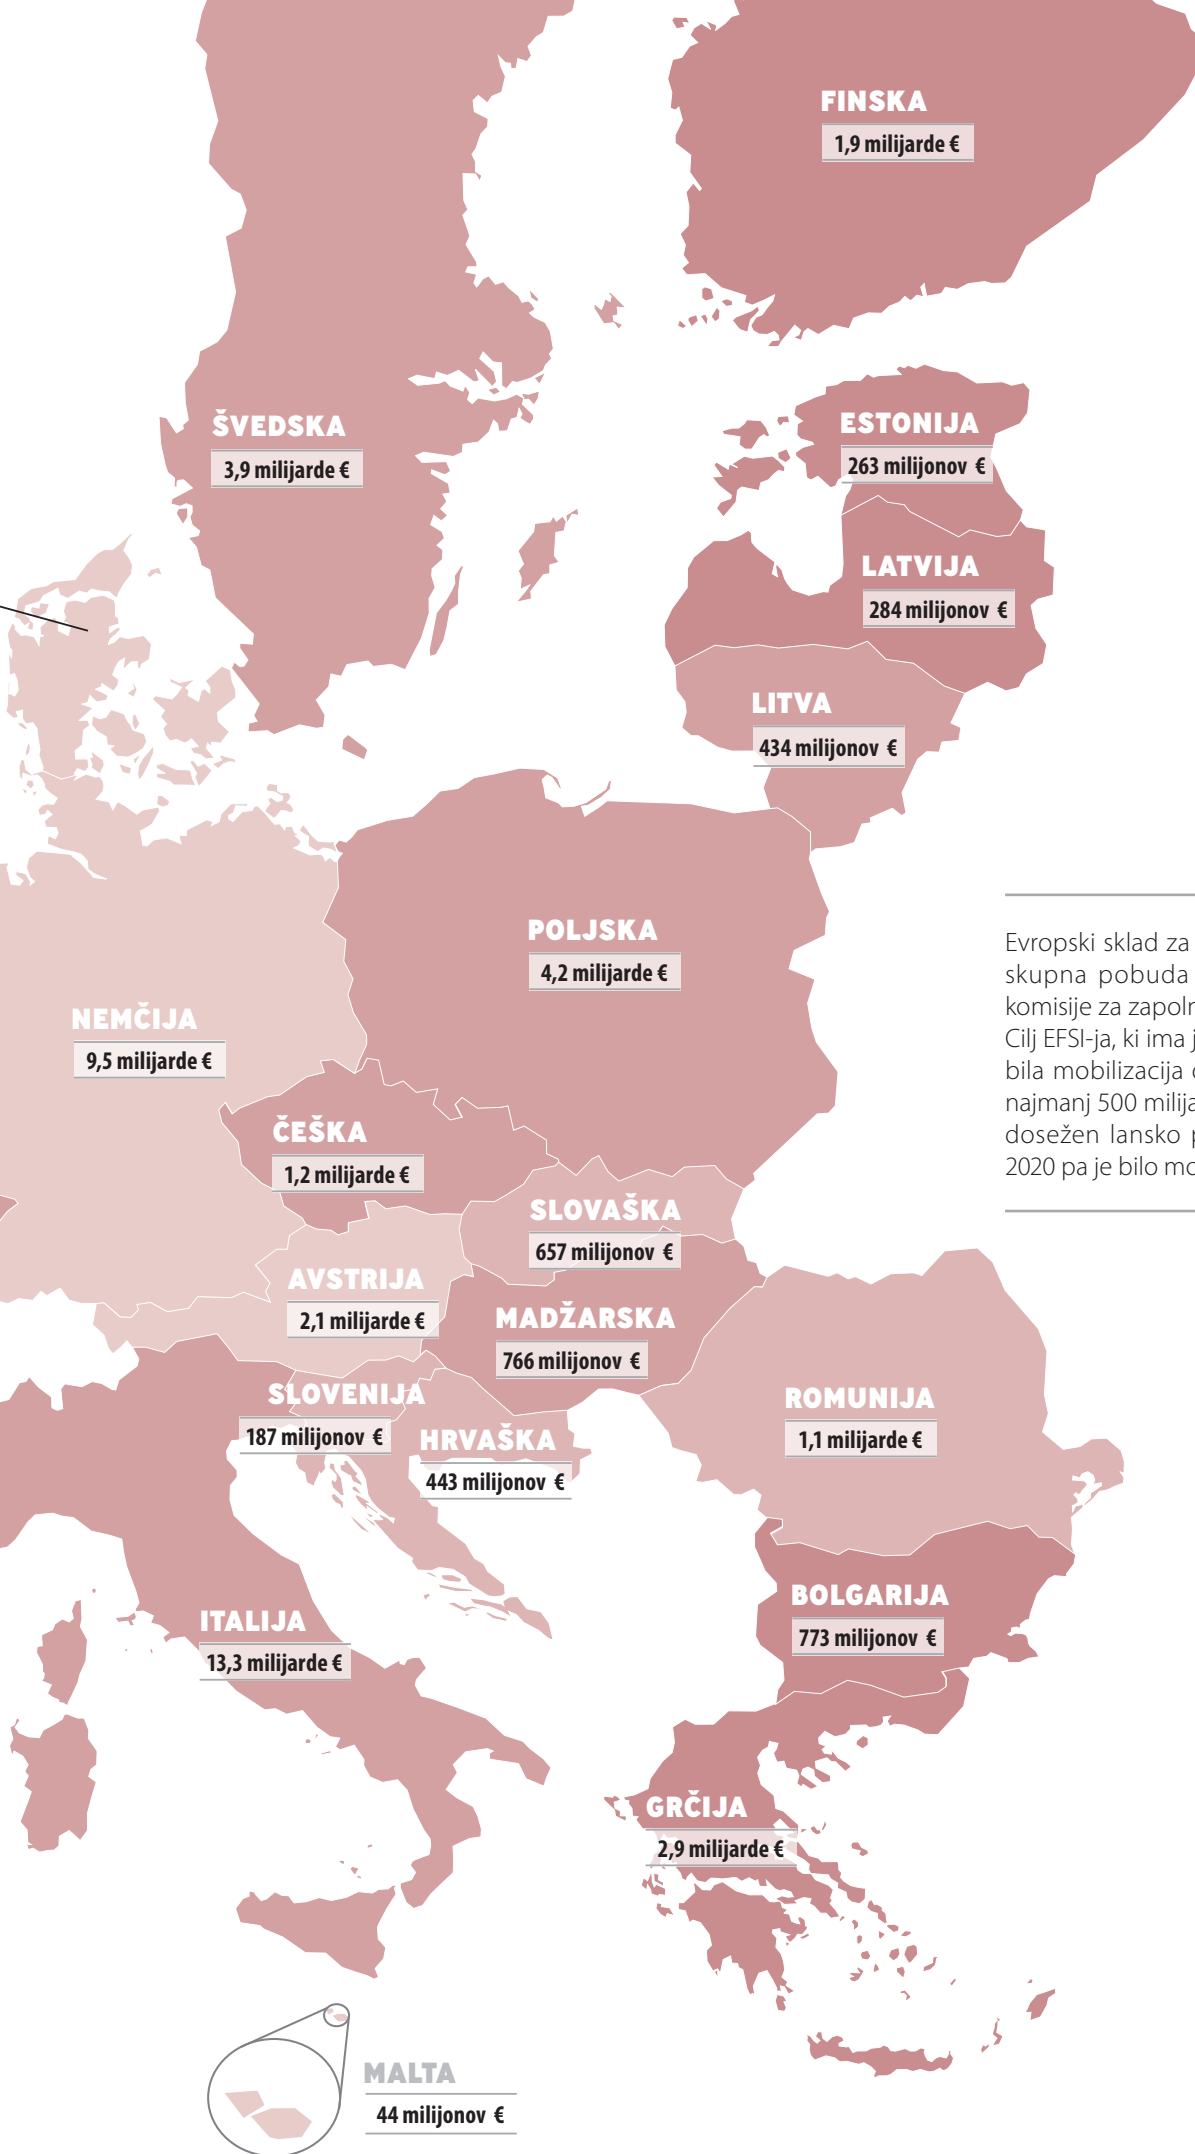 FINSKA
1,9 milijarde €
ŠVEDSKA
3,9 milijarde €
ESTONIJA
263 milijonov €
LATVIJA
284 milijonov €
LITVA
434 milijonov €
POLJSKA
4,2 milijarde €
Evropski sklad za
skupna pobuda
komisije za
Cilj EFSI-ja, ki ima
bila mobilizacija
najmanj 500
dosežen lansko
2020 pa je bilo
NEMČIJA
9,5 milijarde €
ČEŠKA
1,2 milijarde €
SLOVAŠKA
657 milijonov €
AVSTRIJA
2,1 milijarde €
MADŽARSKA
766 milijonov €
SLOVENIJA
187 milijonov €
HRVAŠKA
443 milijonov €
ROMUNIJA
1,1 milijarde €
BOLGARIJA
773 milijonov €
ITALIJA
13,3 milijarde €
GRČIJA
2,9 milijarde €
MALTA
44 milijonov €